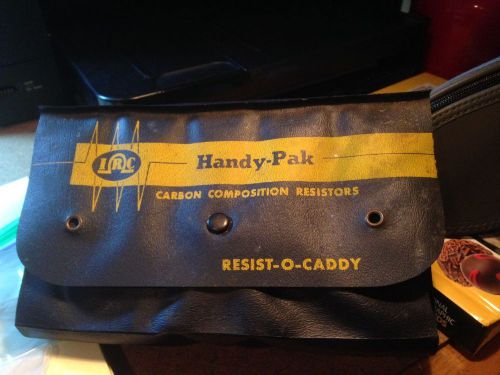 IRC
Handy-Pak
CARBON COMPOSITION RESISTORS
RESIST-O-CADDY